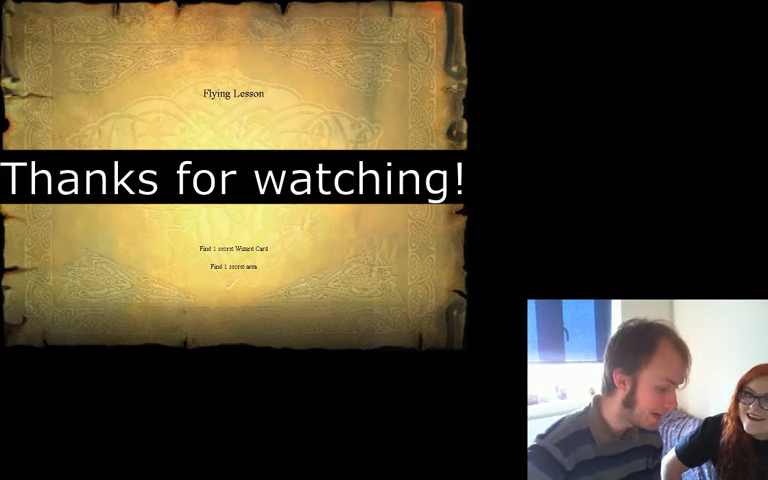 Flying Lesson
Thanks for watching!
Find 1 secret Wizard Card
Find 1 secret area